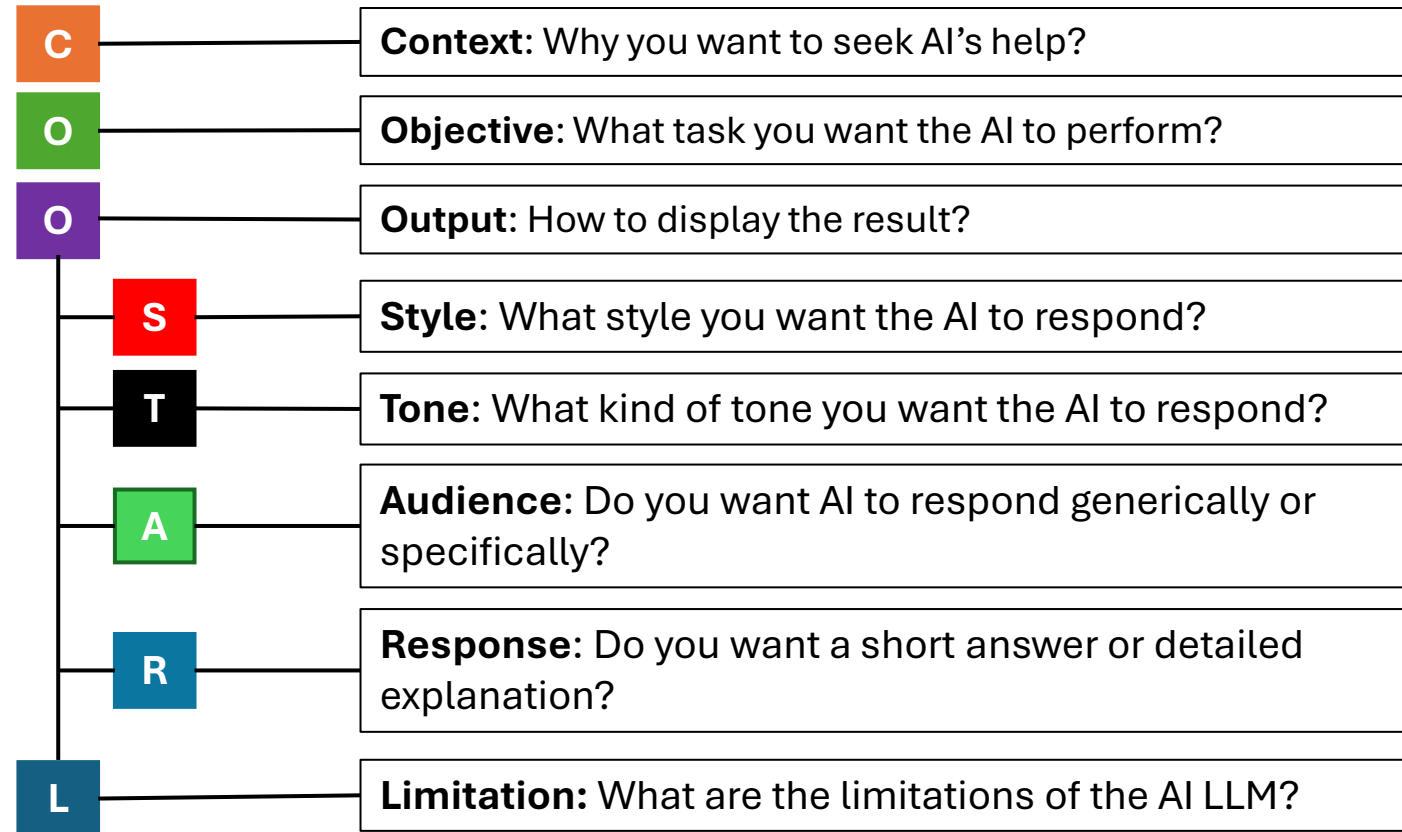 C
Context: Why you want to seek AI’s help?
O
Objective: What task you want the AI to perform?
O
Output: How to display the result?
S
Style: What style you want the AI to respond?
T
Tone: What kind of tone you want the AI to respond?
A
Audience: Do you want AI to respond generically or
specifically?
R
Response: Do you want a short answer or detailed
explanation?
L
Limitation: What are the limitations of the AI LLM?